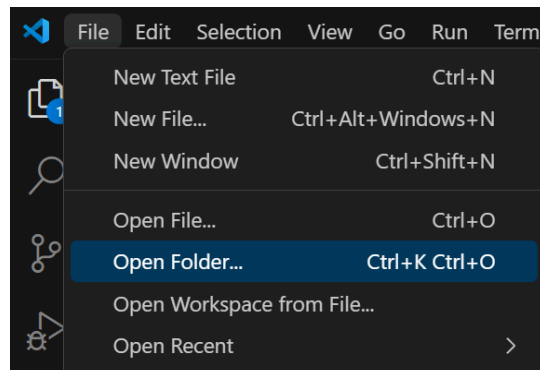 File Edit Selection View Go Run Term
New Text File Ctrl+N
1
New File... Ctrl+Alt+Windows+N
New Window Ctrl+Shift+N
Open File... Ctrl+O
Open Folder... Ctrl+K Ctrl+O
Open Workspace from File...
Open Recent